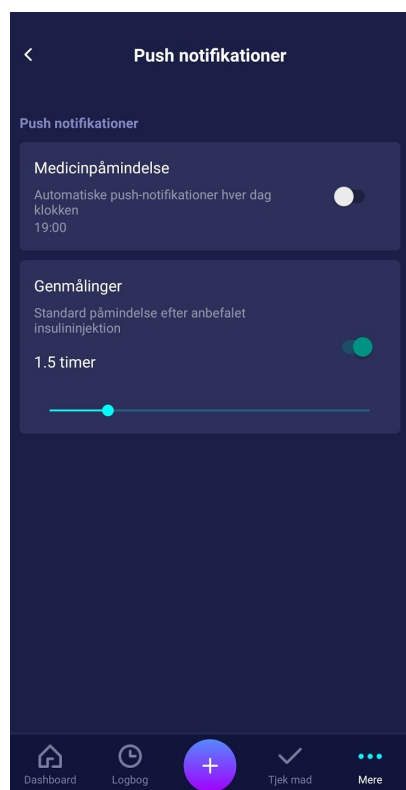 Push notifikationer
Push notifikationer
Medicinpåmindelse
Automatiske push-notifikationer hver dag
klokken
19:00
Genmålinger
Standard påmindelse efter anbefalet
insulininjektion
1.5 timer
Dashboard
Logbog
Tjek mad
Mere